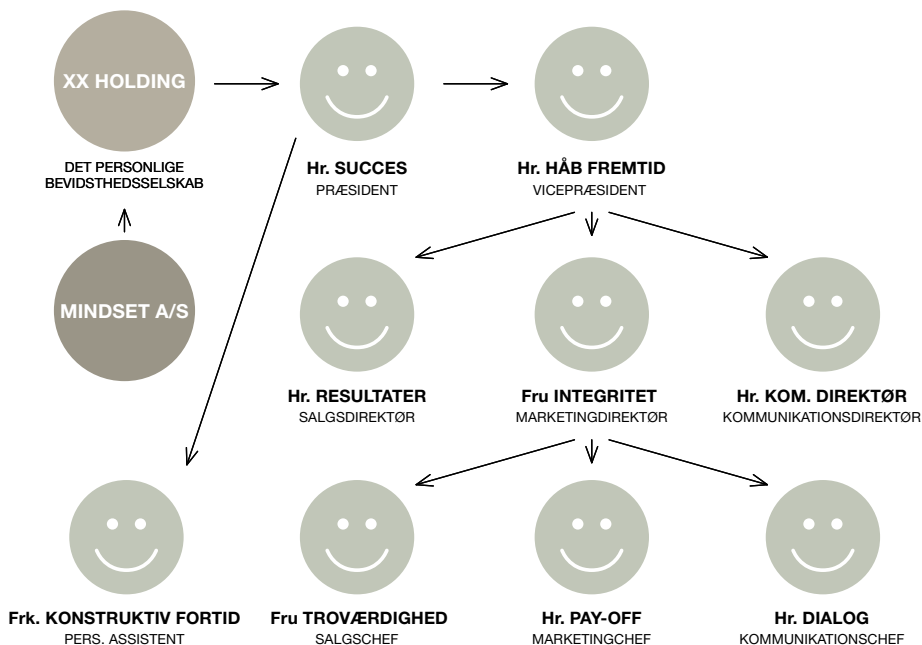 XX HOLDING
DET PERSONLIGE
BEVIDSTHEDSSELSKAB
Hr. SUCCES
PRÆSIDENT
Hr. HÅB FREMTID
VICEPRÆSIDENT
MINDSET A/S
Hr. RESULTATER
SALGSDIREKTØR
Fru INTEGRITET
MARKETINGDIREKTØR
Hr. KOM. DIREKTØR
KOMMUNIKATIONSDIREKTØR
Frk. KONSTRUKTIV FORTID
PERS. ASSISTENT
Fru TROVÆRDIGHED
SALGSCHEF
Hr. PAY-OFF
MARKETINGCHEF
Hr. DIALOG
KOMMUNIKATIONSCHEF